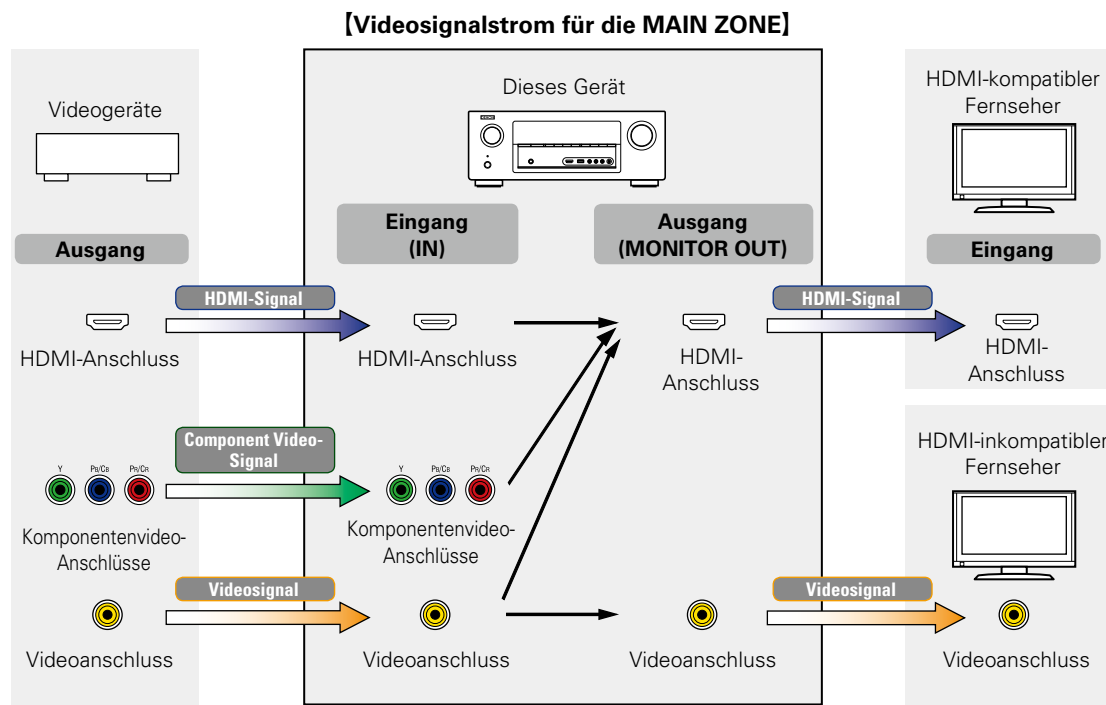 【Videosignalstrom für die MAIN ZONE】
Videogeräte
Dieses Gerät
HDMI-kompatibler
Fernseher
Ausgang
Eingang
(IN)
Ausgang
(MONITOR OUT)
Eingang
HDMI-Signal
HDMI-Signal
HDMI-Anschluss
HDMI-Anschluss
HDMI-
Anschluss
HDMI-
Anschluss
Component Video-
Signal
HDMI-inkompatibler
Fernseher
Y PB/CB PR/CR
Y PB/CB PR/CR
Komponentenvideo-
Anschlüsse
Komponentenvideo-
Anschlüsse
Videosignal
Videosignal
Videoanschluss
Videoanschluss
Videoanschluss
Videoanschluss